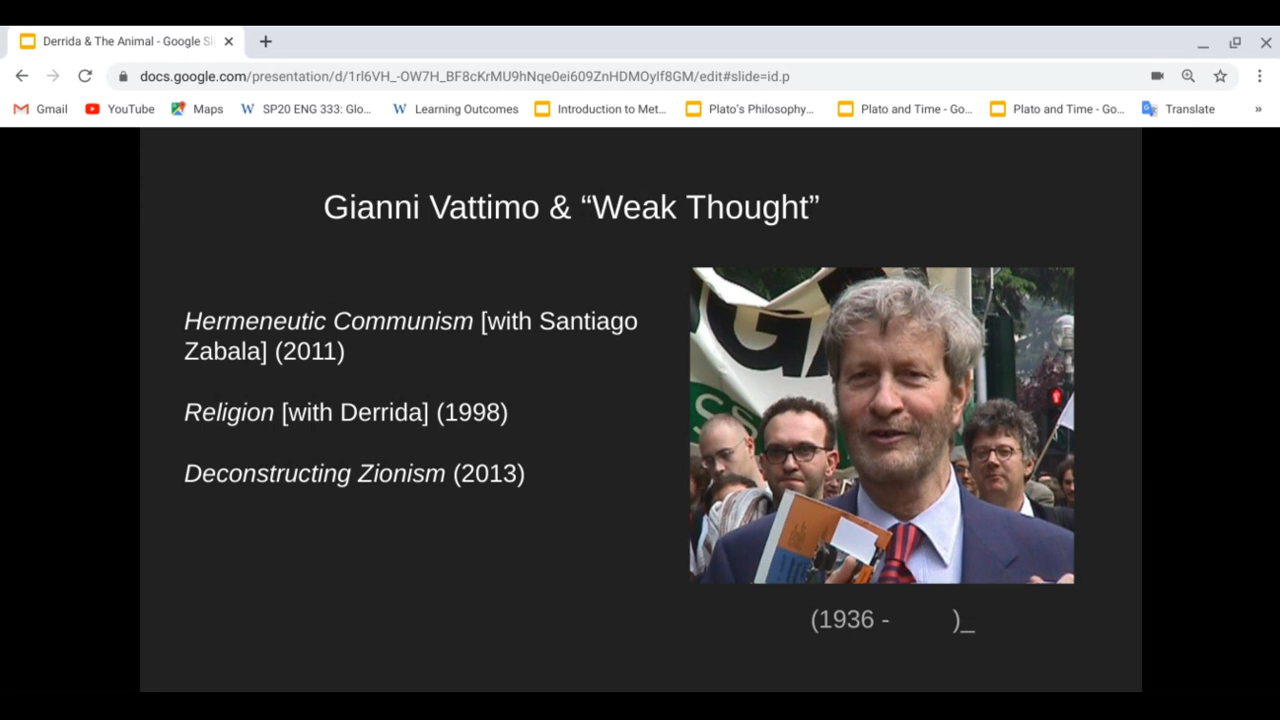 Derrida & The Animal - Google Sl
docs.google.com/presentation/d/1rl6VH_-OW7H_BF8cKrMU9hNqe0ei609ZnHDMOyIf8GM/edit#slide=id.p
Gmail
YouTube
Maps
SP20 ENG 333: Glo...
Learning Outcomes
Introduction to Met...
Plato's Philosophy...
Plato and Time - Go...
Plato and Time - Go...
Translate
Gianni Vattimo & “Weak Thought”
Hermeneutic Communism [with Santiago
Zabala] (2011)
Religion [with Derrida] (1998)
Deconstructing Zionism (2013)
(1936 - )_